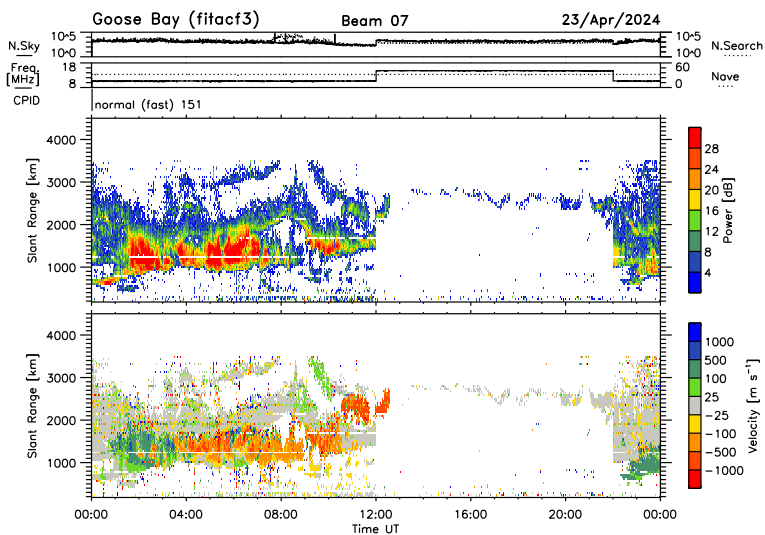 Goose Bay (fitacf3) Beam 07 23/Apr/2024
N.Sky 10^5 10^0 10^5 10^0 N.Search
Freq. [MHz] 18 8 60 0 Nave
CPID normal (fast) 151
Slant Range [km] 4000 3000 2000 1000
Power [dB] 28 24 20 16 12 8 4
Slant Range [km] 4000 3000 2000 1000
Velocity [m s⁻¹] 1000 500 100 25 −25 −100 −500 −1000
00:00 04:00 08:00 12:00 16:00 20:00 00:00
Time UT